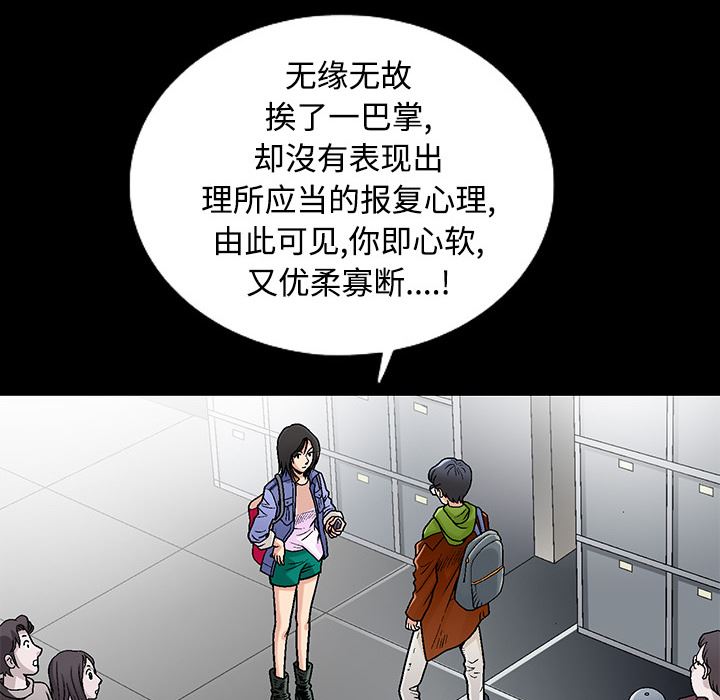 无缘无故
挨了一巴掌,
却沒有表现出
理所应当的报复心理,
由此可见,你即心软,
又优柔寡断....!